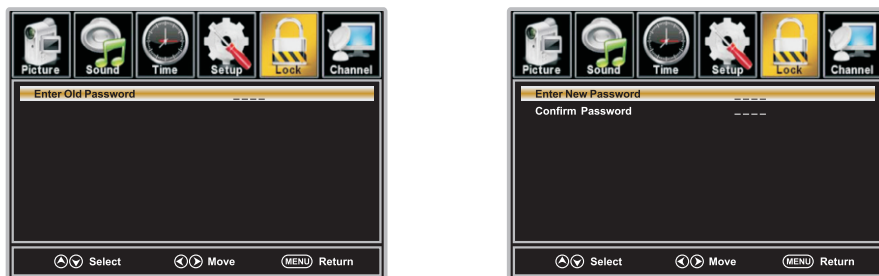 Picture Sound Time Setup Lock Channel
Enter Old Password _ _ _ _
Select Move MENU Return
Picture Sound Time Setup Lock Channel
Enter New Password _ _ _ _
Confirm Password _ _ _ _
Select Move MENU Return